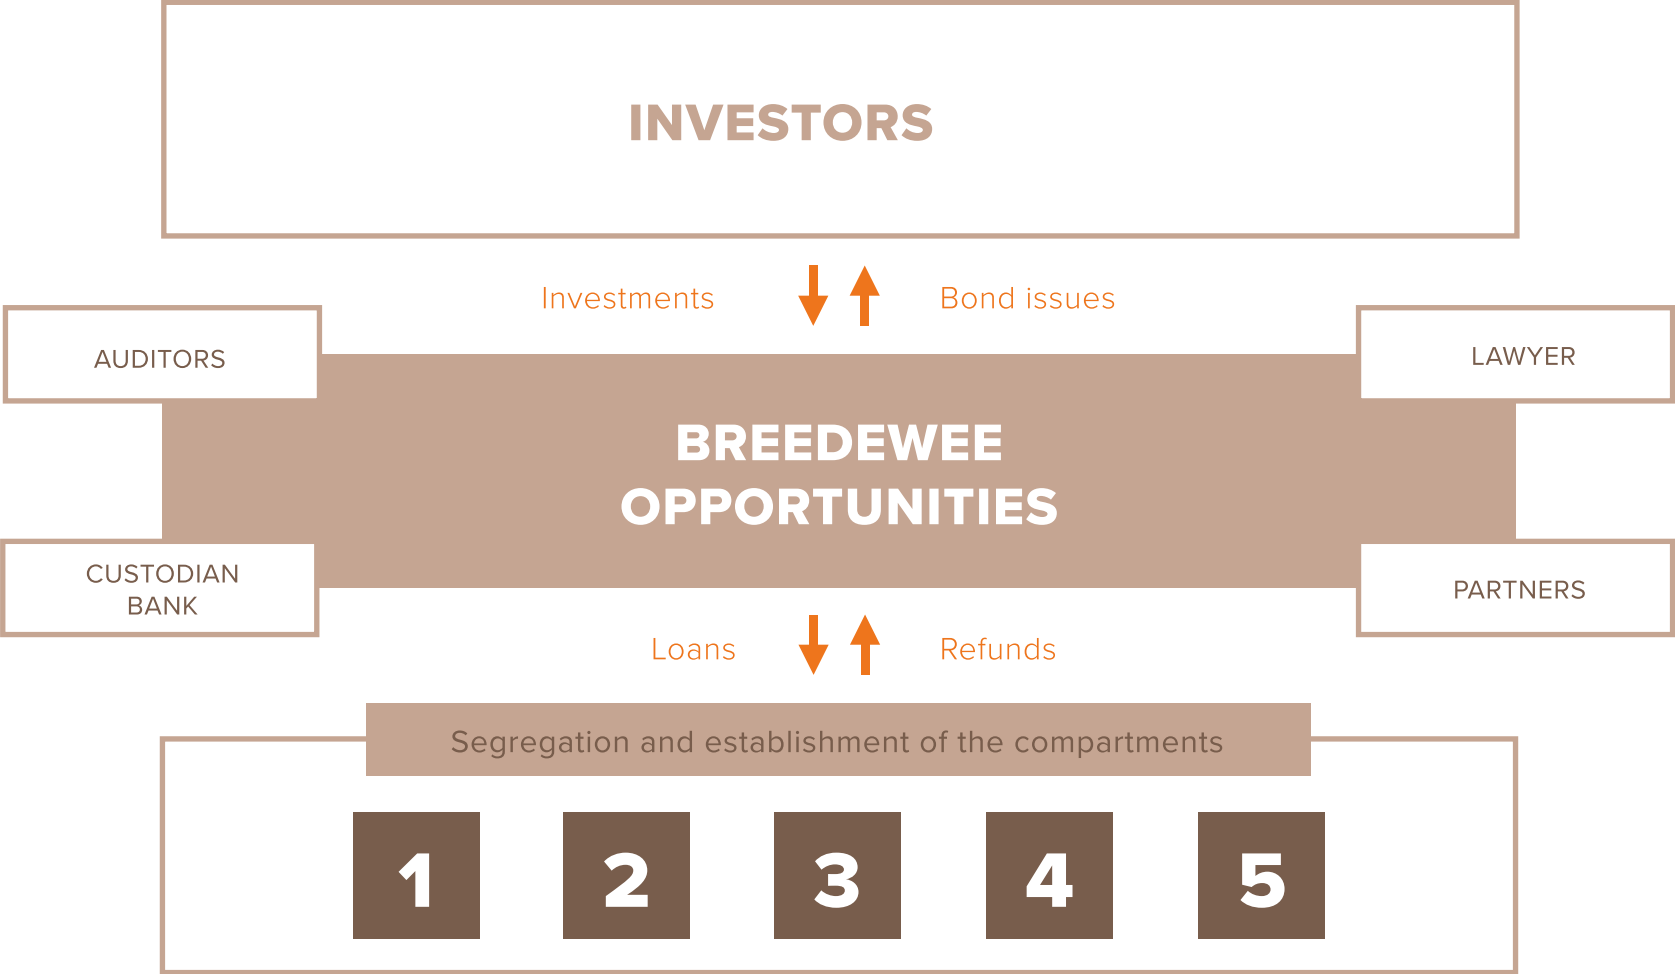 INVESTORS
Investments
Bond issues
AUDITORS
LAWYER
BREEDEWEE
OPPORTUNITIES
CUSTODIAN
BANK
PARTNERS
Loans
Refunds
Segregation and establishment of the compartments
1
2
3
4
5